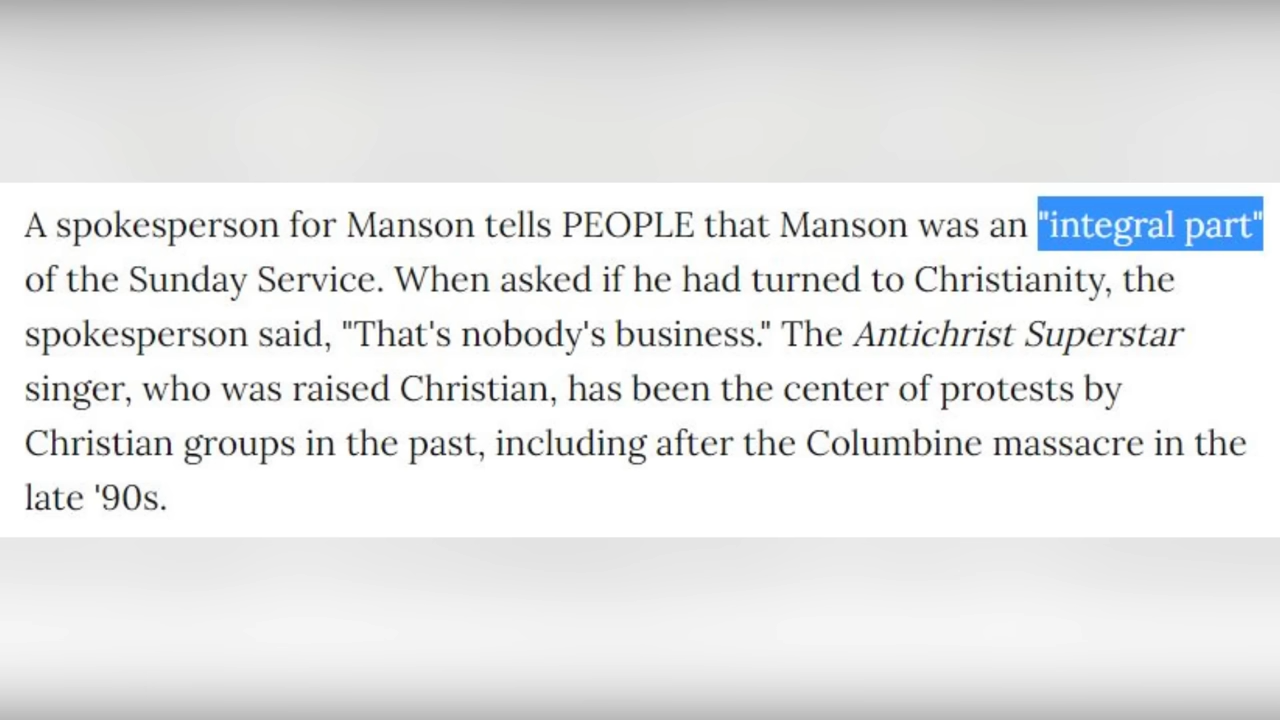 A spokesperson for Manson tells PEOPLE that Manson was an "integral part"
of the Sunday Service. When asked if he had turned to Christianity, the
spokesperson said, "That's nobody's business." The Antichrist Superstar
singer, who was raised Christian, has been the center of protests by
Christian groups in the past, including after the Columbine massacre in the
late '90s.